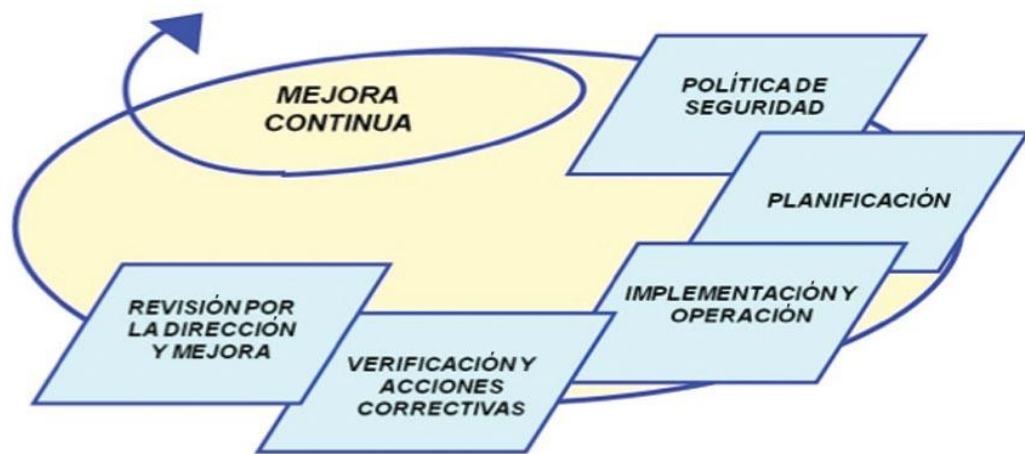 MEJORA
CONTINUA
POLÍTICA DE
SEGURIDAD
PLANIFICACIÓN
IMPLEMENTACIÓN Y
OPERACIÓN
VERIFICACIÓN Y
ACCIONES
CORRECTIVAS
REVISIÓN POR
LA DIRECCIÓN
Y MEJORA